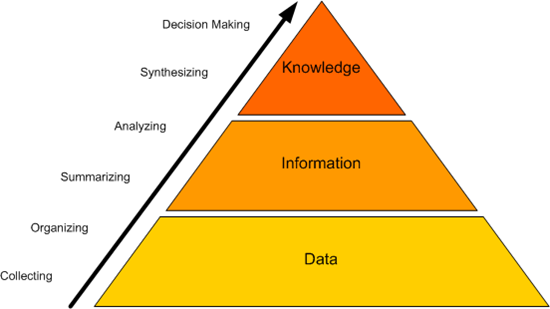 Decision Making
Knowledge
Synthesizing
Analyzing
Information
Summarizing
Organizing
Data
Collecting